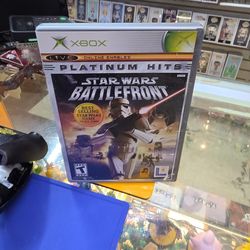 XBOX
LIVE ONLINE ENABLED
PLATINUM HITS
STAR WARS
BATTLEFRONT
BEST
SELLING
STAR WARS
GAME
T